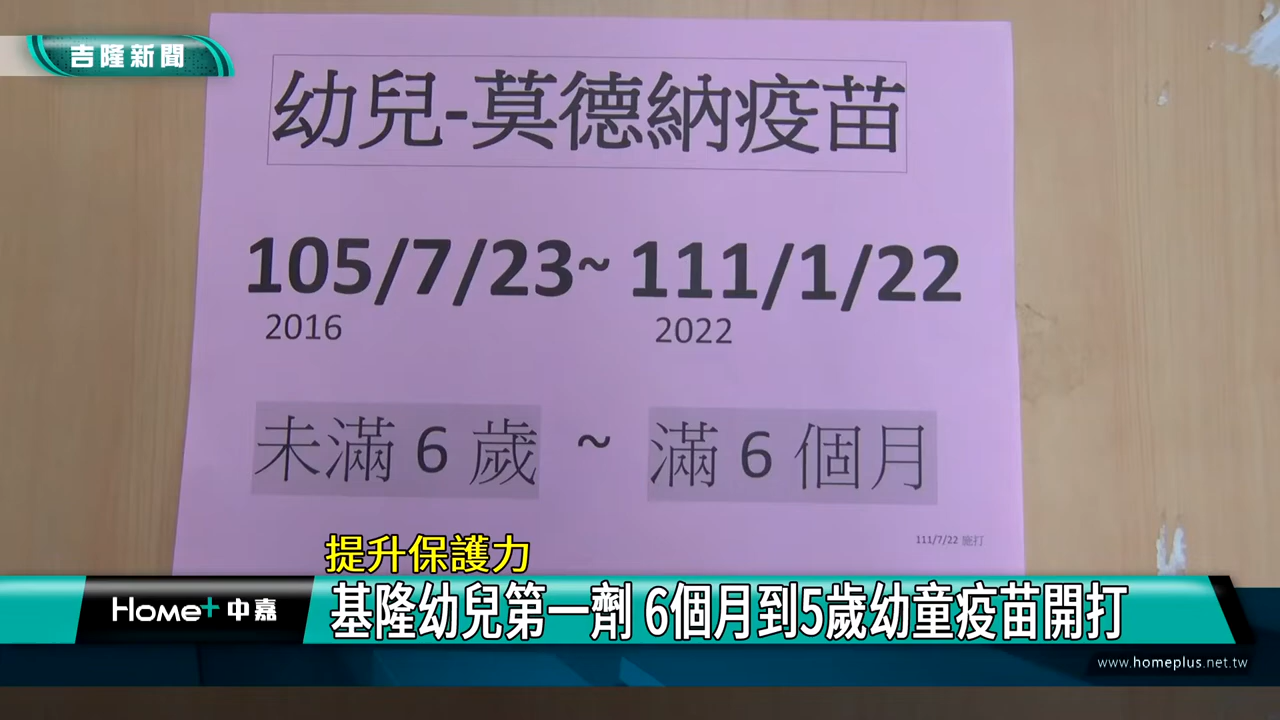 吉隆新聞
幼兒-莫德納疫苗
105/7/23~ 111/1/22
2016 2022
未滿 6 歲 ~ 滿 6 個月
111/7/22 施打
提升保護力
Home+中嘉 基隆幼兒第一劑 6個月到5歲幼童疫苗開打
www.homeplus.net.tw